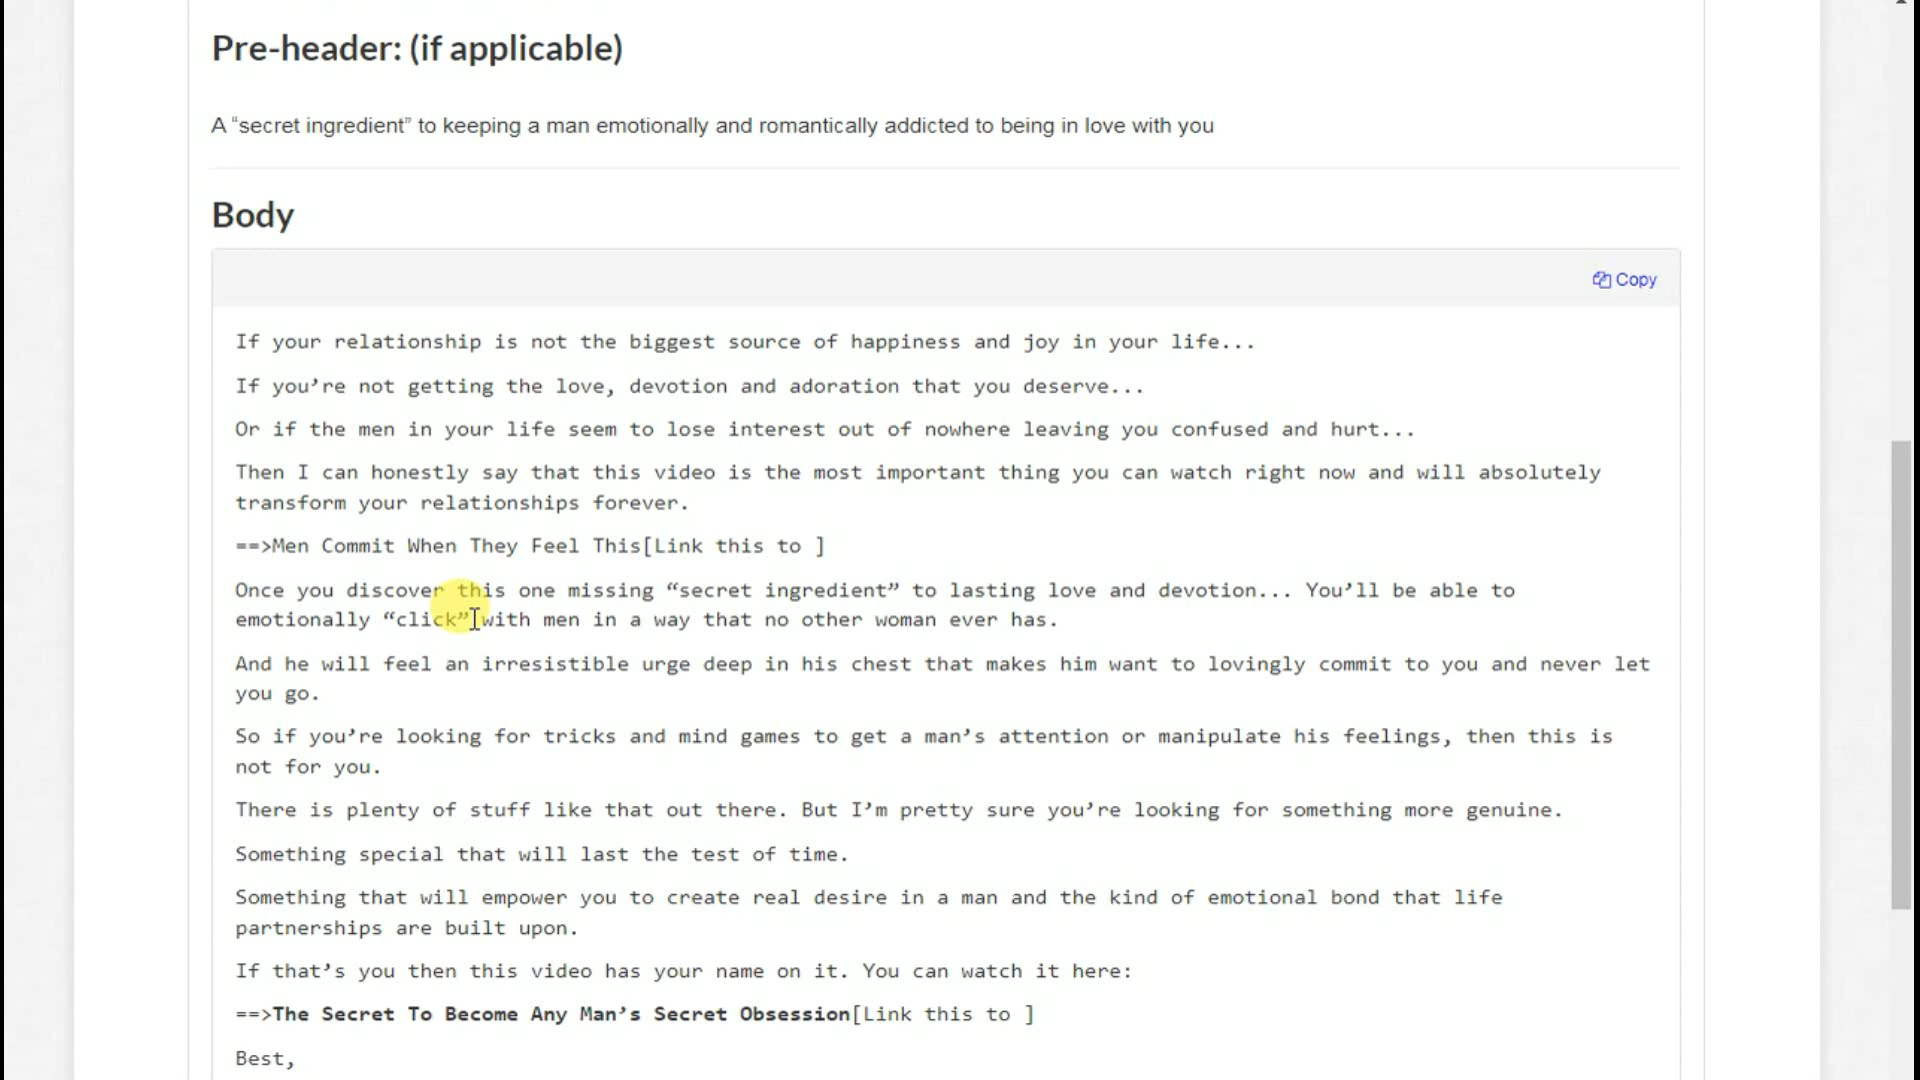 Pre-header: (if applicable)
A “secret ingredient” to keeping a man emotionally and romantically addicted to being in love with you
Body
Copy
If your relationship is not the biggest source of happiness and joy in your life...
If you’re not getting the love, devotion and adoration that you deserve...
Or if the men in your life seem to lose interest out of nowhere leaving you confused and hurt...
Then I can honestly say that this video is the most important thing you can watch right now and will absolutely
transform your relationships forever.
==>Men Commit When They Feel This[Link this to ]
Once you discover this one missing “secret ingredient” to lasting love and devotion... You’ll be able to
emotionally “click” with men in a way that no other woman ever has.
And he will feel an irresistible urge deep in his chest that makes him want to lovingly commit to you and never let
you go.
So if you’re looking for tricks and mind games to get a man’s attention or manipulate his feelings, then this is
not for you.
There is plenty of stuff like that out there. But I’m pretty sure you’re looking for something more genuine.
Something special that will last the test of time.
Something that will empower you to create real desire in a man and the kind of emotional bond that life
partnerships are built upon.
If that’s you then this video has your name on it. You can watch it here:
==>The Secret To Become Any Man’s Secret Obsession[Link this to ]
Best,